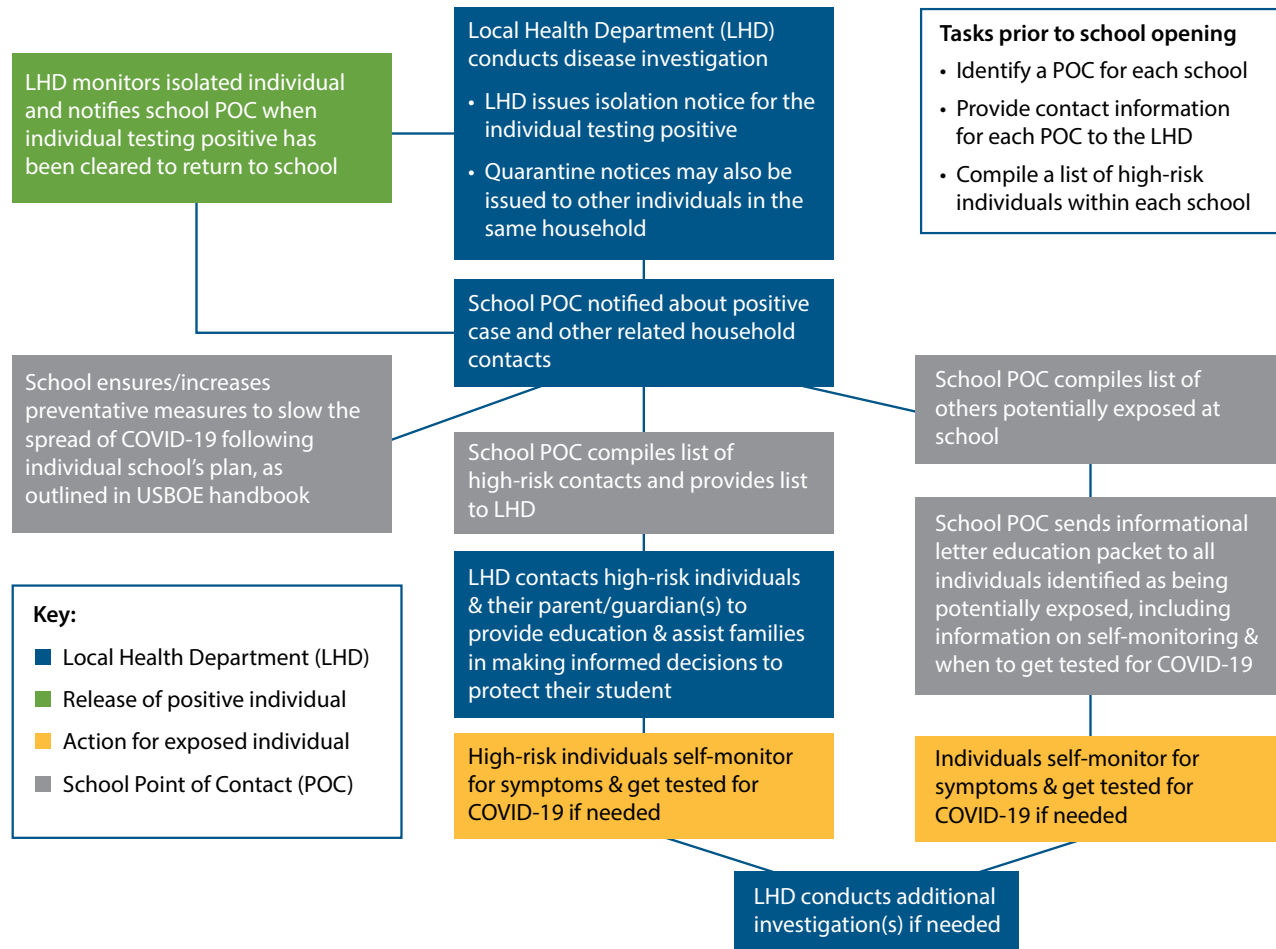 LHD monitors isolated individual
and notifies school POC when
individual testing positive has
been cleared to return to school
Local Health Department (LHD)
conducts disease investigation
• LHD issues isolation notice for the
individual testing positive
• Quarantine notices may also be
issued to other individuals in the
same household
Tasks prior to school opening
• Identify a POC for each school
• Provide contact information
for each POC to the LHD
• Compile a list of high-risk
individuals within each school
School POC notified about positive
case and other related household
contacts
School ensures/increases
preventative measures to slow the
spread of COVID-19 following
individual school's plan, as
outlined in USBOE handbook
School POC compiles list of
high-risk contacts and provides list
to LHD
School POC compiles list of
others potentially exposed at
school
School POC sends informational
letter education packet to all
individuals identified as being
potentially exposed, including
information on self-monitoring &
when to get tested for COVID-19
LHD contacts high-risk individuals
& their parent/guardian(s) to
provide education & assist families
in making informed decisions to
protect their student
Key:
Local Health Department (LHD)
Release of positive individual
Action for exposed individual
School Point of Contact (POC)
High-risk individuals self-monitor
for symptoms & get tested for
COVID-19 if needed
Individuals self-monitor for
symptoms & get tested for
COVID-19 if needed
LHD conducts additional
investigation(s) if needed